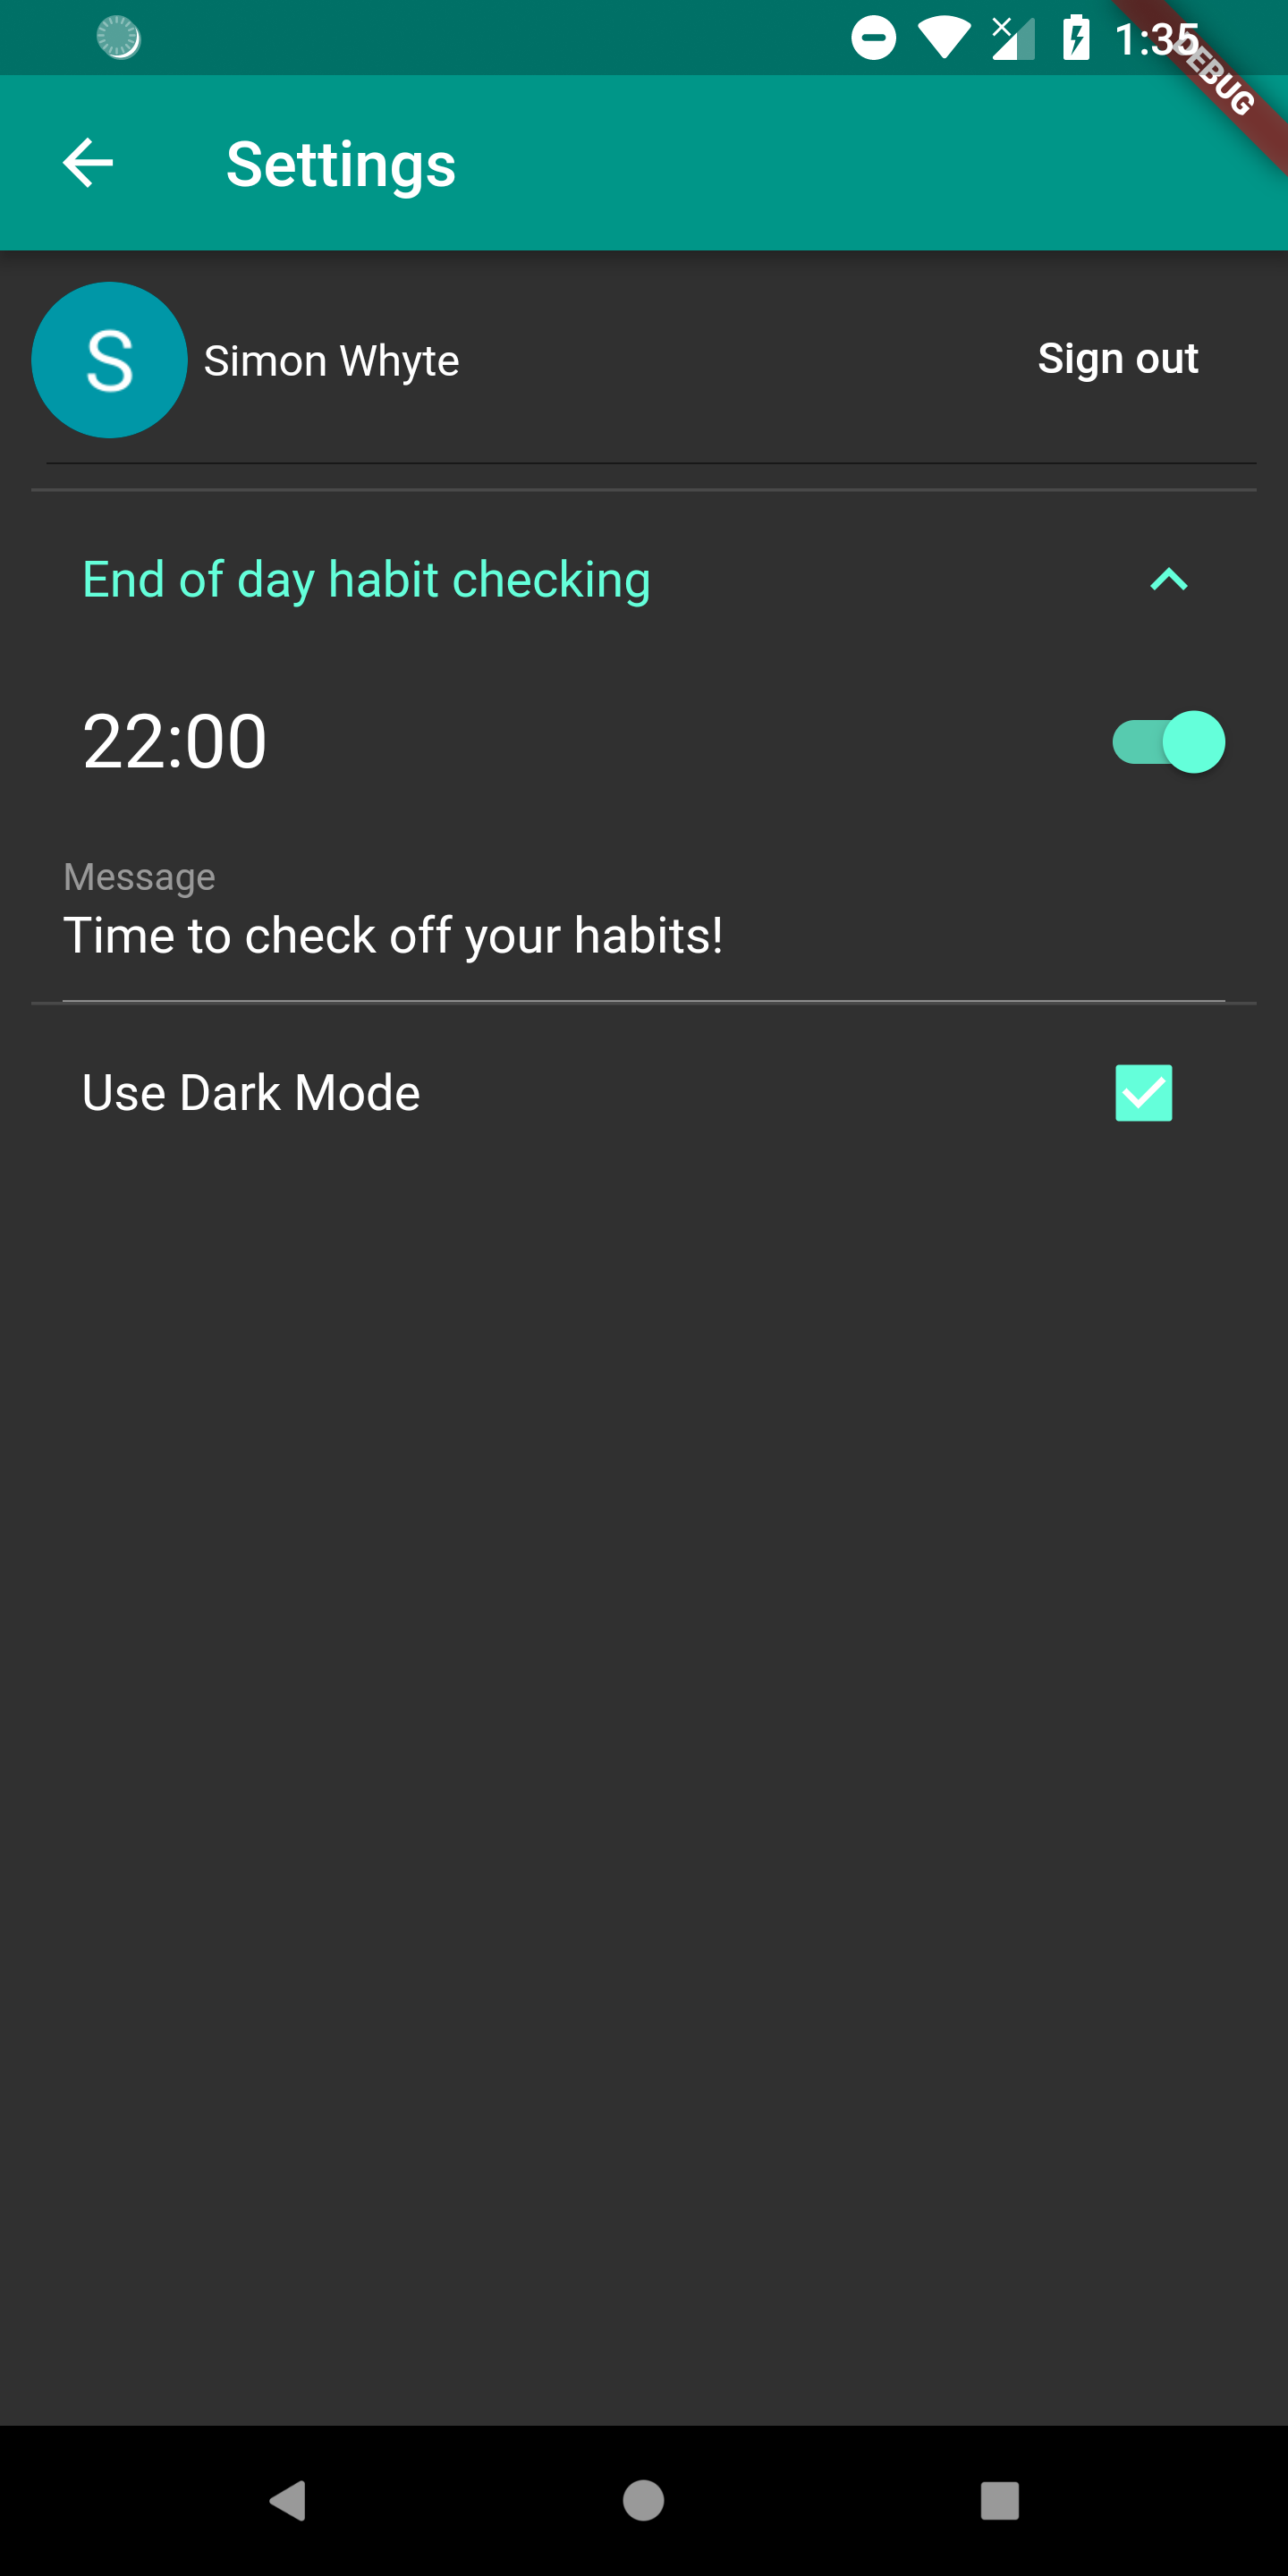 1:35
DEBUG
Settings
S
Simon Whyte
Sign out
End of day habit checking
22:00
Message
Time to check off your habits!
Use Dark Mode